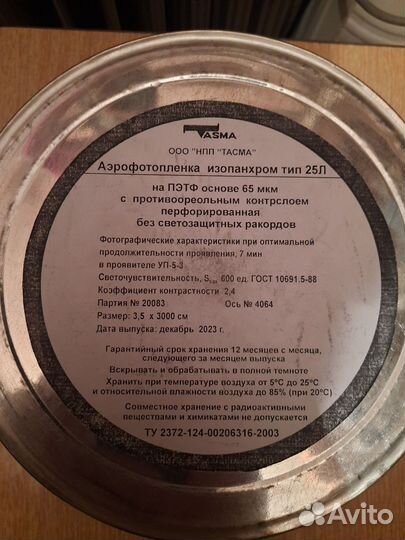 TASMA
ООО "НПП "ТАСМА"
Аэрофотопленка изопанхром тип 25Л
на ПЭТФ основе 65 мкм
с противоореольным контрслоем
перфорированная
без светозащитных ракордов
Фотографические характеристики при оптимальной
продолжительности проявления, 7 мин
в проявителе УП-5-3
Светочувствительность, S 600 ед. ГОСТ 10691.5-88
Коэффициент контрастности 2,4
Партия № 20083 Ось № 4064
Размер: 3,5 х 3000 см
Дата выпуска: декабрь 2023 г.
Гарантийный срок хранения 12 месяцев с месяца,
следующего за месяцем выпуска
Вскрывать и обрабатывать в полной темноте
Хранить при температуре воздуха от 5°С до 25°С
и относительной влажности воздуха до 85% (при 20°С)
Совместное хранение с радиоактивными
веществами и химикатами не допускается
ТУ 2372-124-00206316-2003
Avito